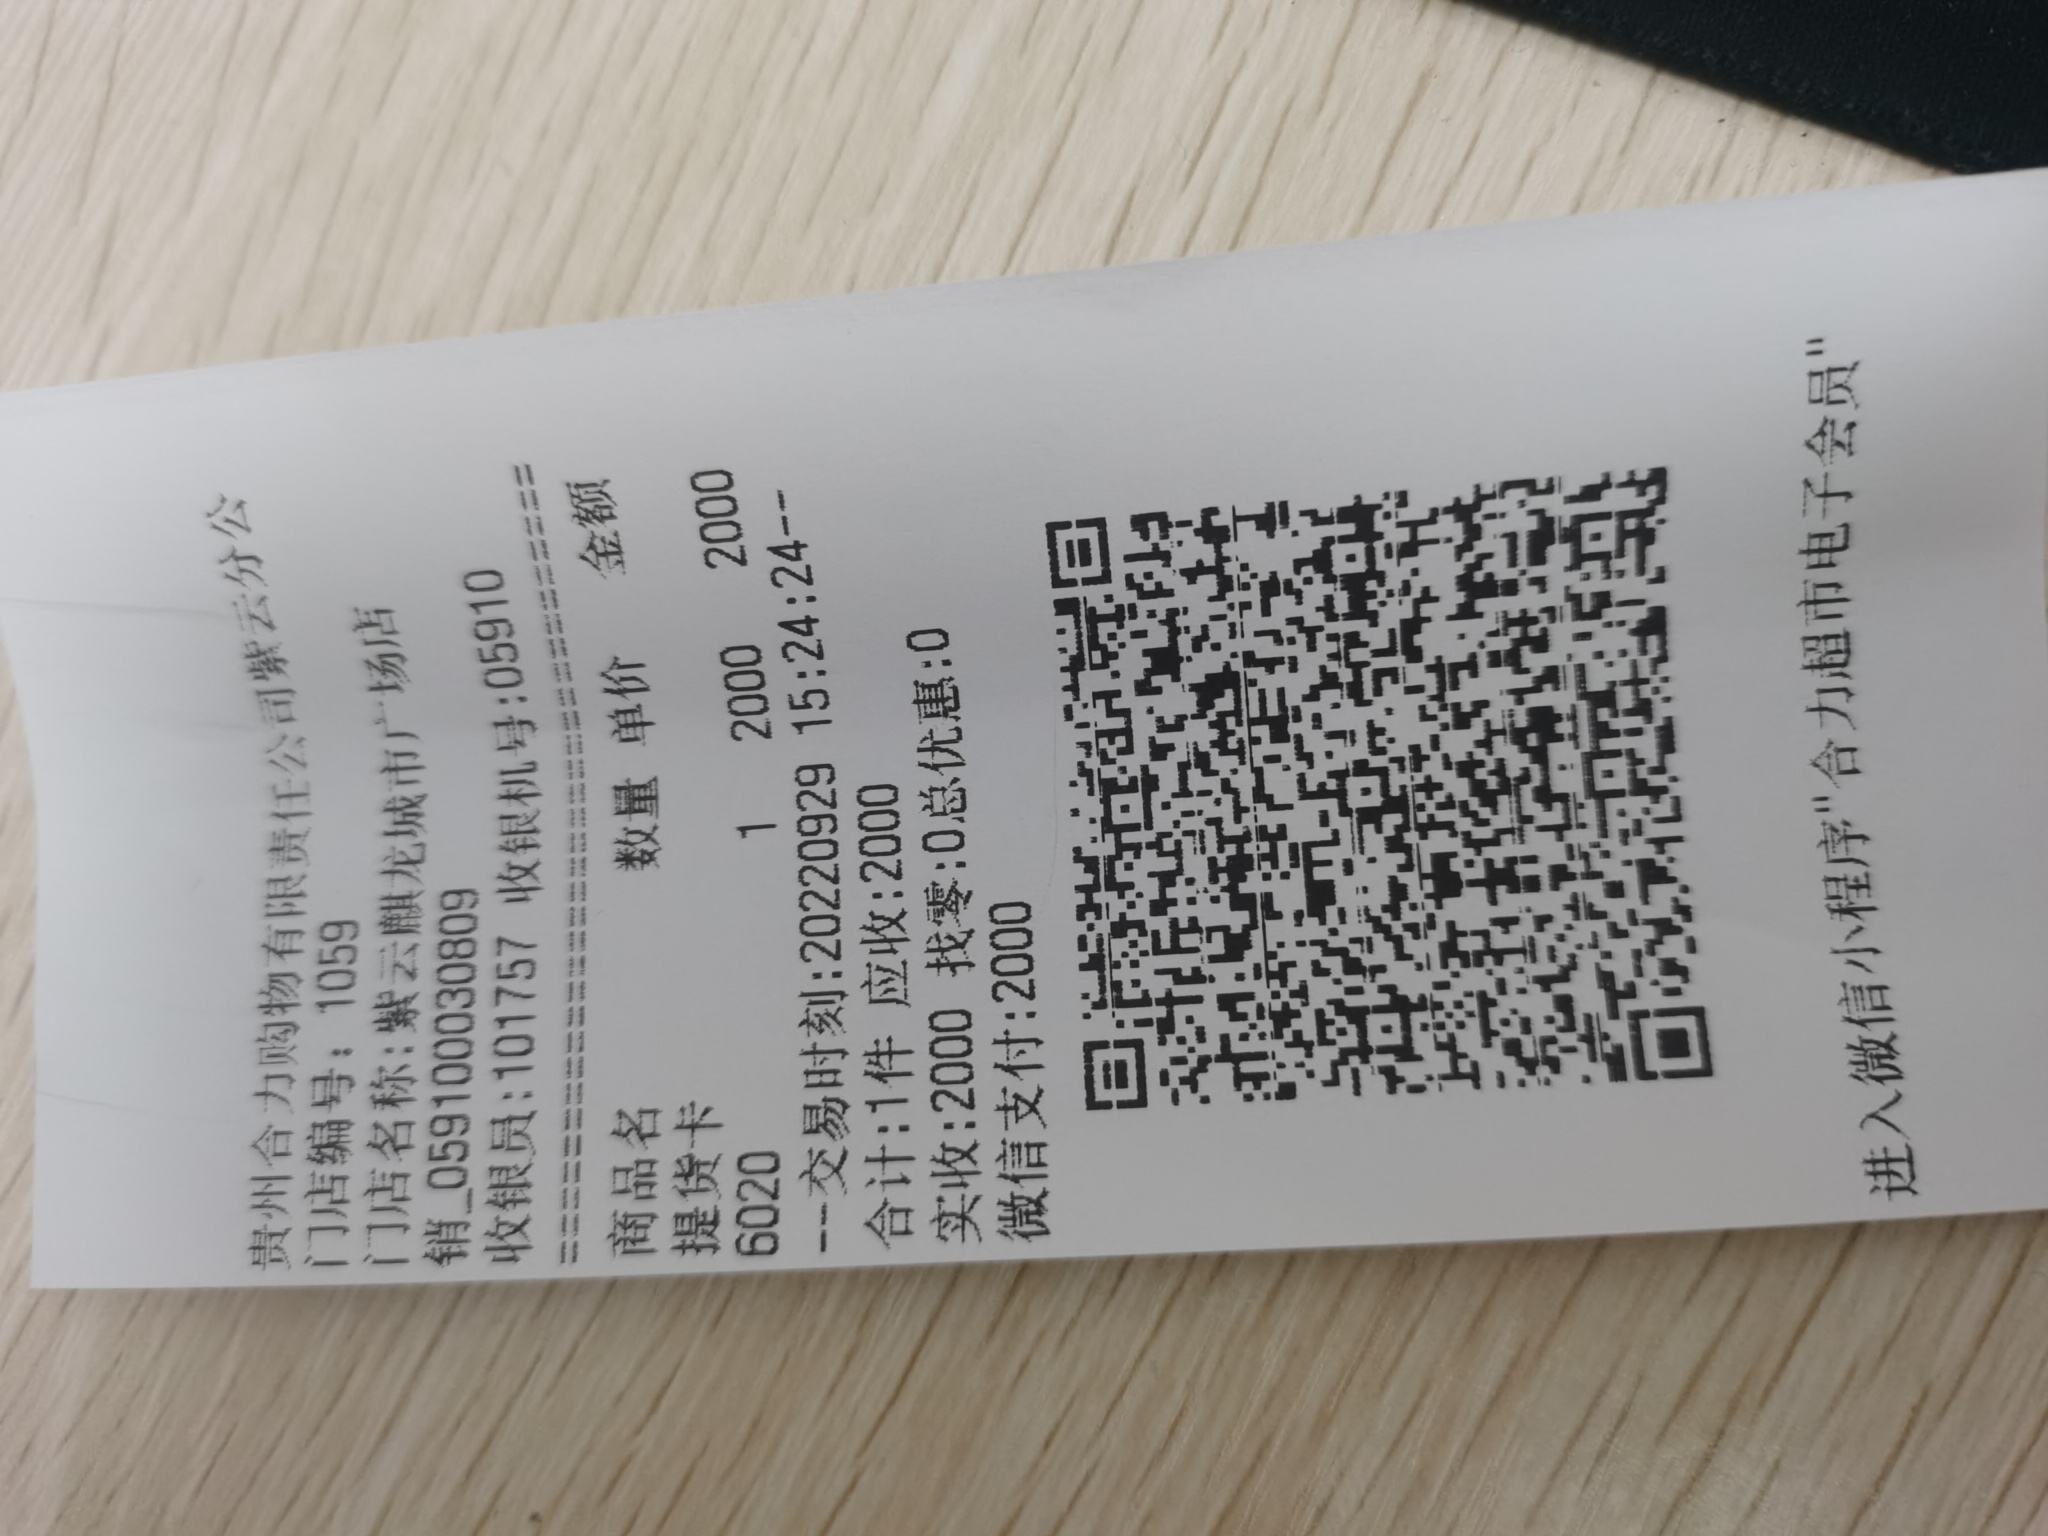 贵州合力购物有限责任公司紫云分公
门店编号: 1059
门店名称:紫云麒龙城市广场店
销_0591000030809
收银员:101757 收银机号:05910
================================
商品名 数量 单价 金额
提货卡
6020 1 2000 2000
--交易时刻:20220929 15:24:24--
合计:1件 应收:2000
实收:2000 找零:0总优惠:0
微信支付:2000
进入微信小程序"合力超市电子会员"